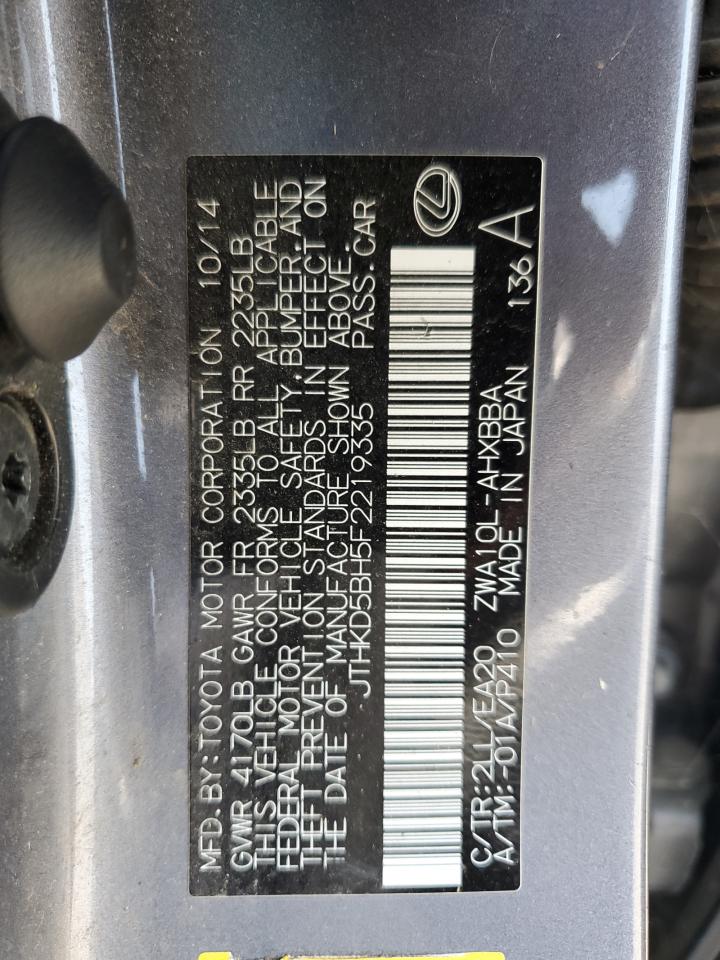 MFD. BY: TOYOTA MOTOR CORPORATION 10/14
GVWR 4170LB GAWR FR 2335LB RR 2235LB
THIS VEHICLE CONFORMS TO ALL APPLICABLE
FEDERAL MOTOR VEHICLE SAFETY, BUMPER, AND
THEFT PREVENTION STANDARDS IN EFFECT ON
THE DATE OF MANUFACTURE SHOWN ABOVE.
JTHKD5BH5F2219335 PASS. CAR
C/TR:2LL/EA20 ZWA10L-AHXBBA 136
A/TM:-01A/P410 MADE IN JAPAN A